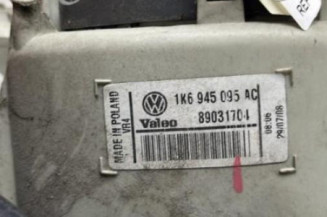 MADE IN POLAND
VR4
1K6 945 095 AC
Valeo 89031704
08:06
29/07/08